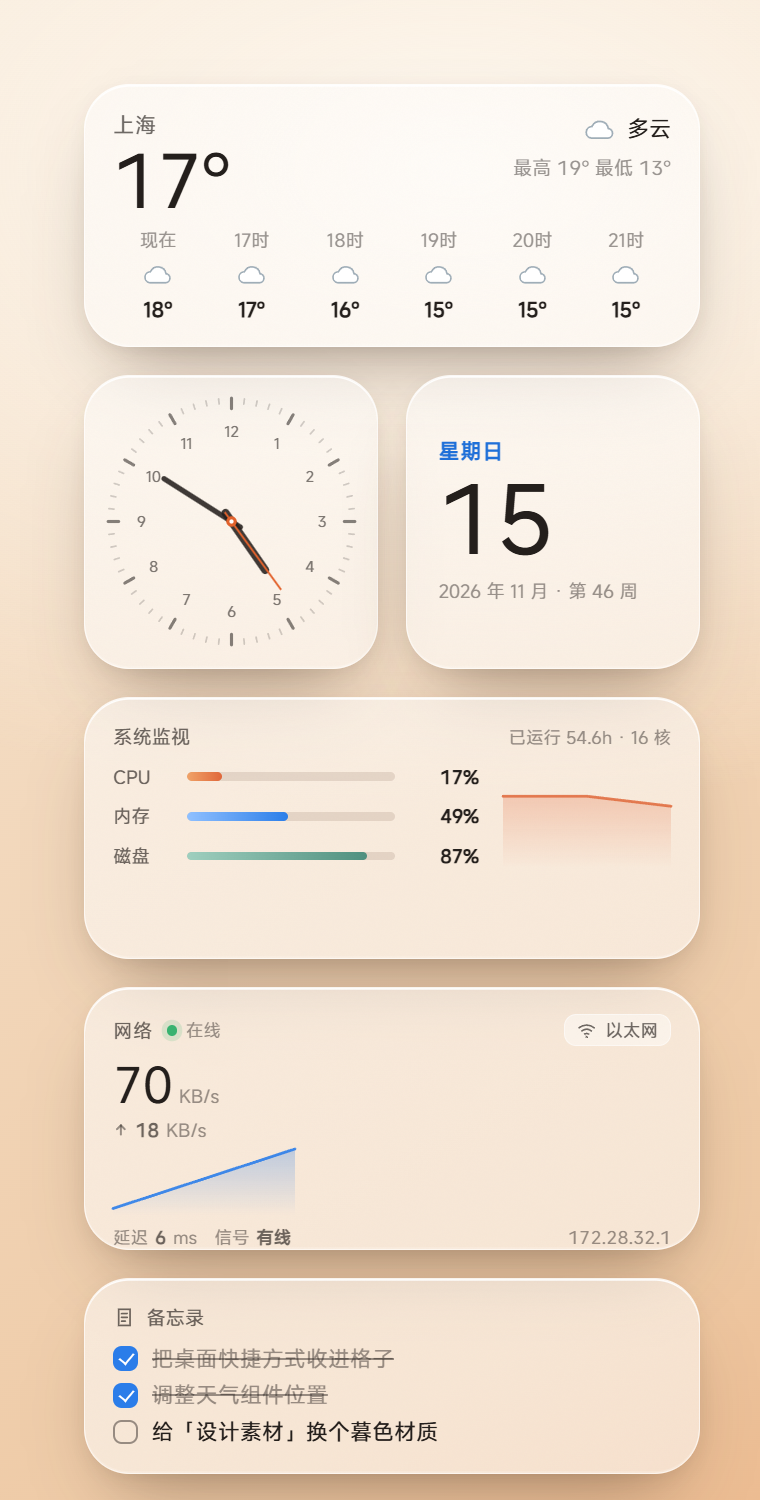 上海
多云
17°
最高 19° 最低 13°
现在 17时 18时 19时 20时 21时
18° 17° 16° 15° 15° 15°
12
11 1
10 2
9 3
8 4
7 5
6
星期日
15
2026 年 11 月 · 第 46 周
系统监视 已运行 54.6h · 16 核
CPU 17%
内存 49%
磁盘 87%
网络 在线 以太网
70 KB/s
↑ 18 KB/s
延迟 6 ms 信号 有线 172.28.32.1
备忘录
把桌面快捷方式收进格子
调整天气组件位置
给「设计素材」换个暮色材质